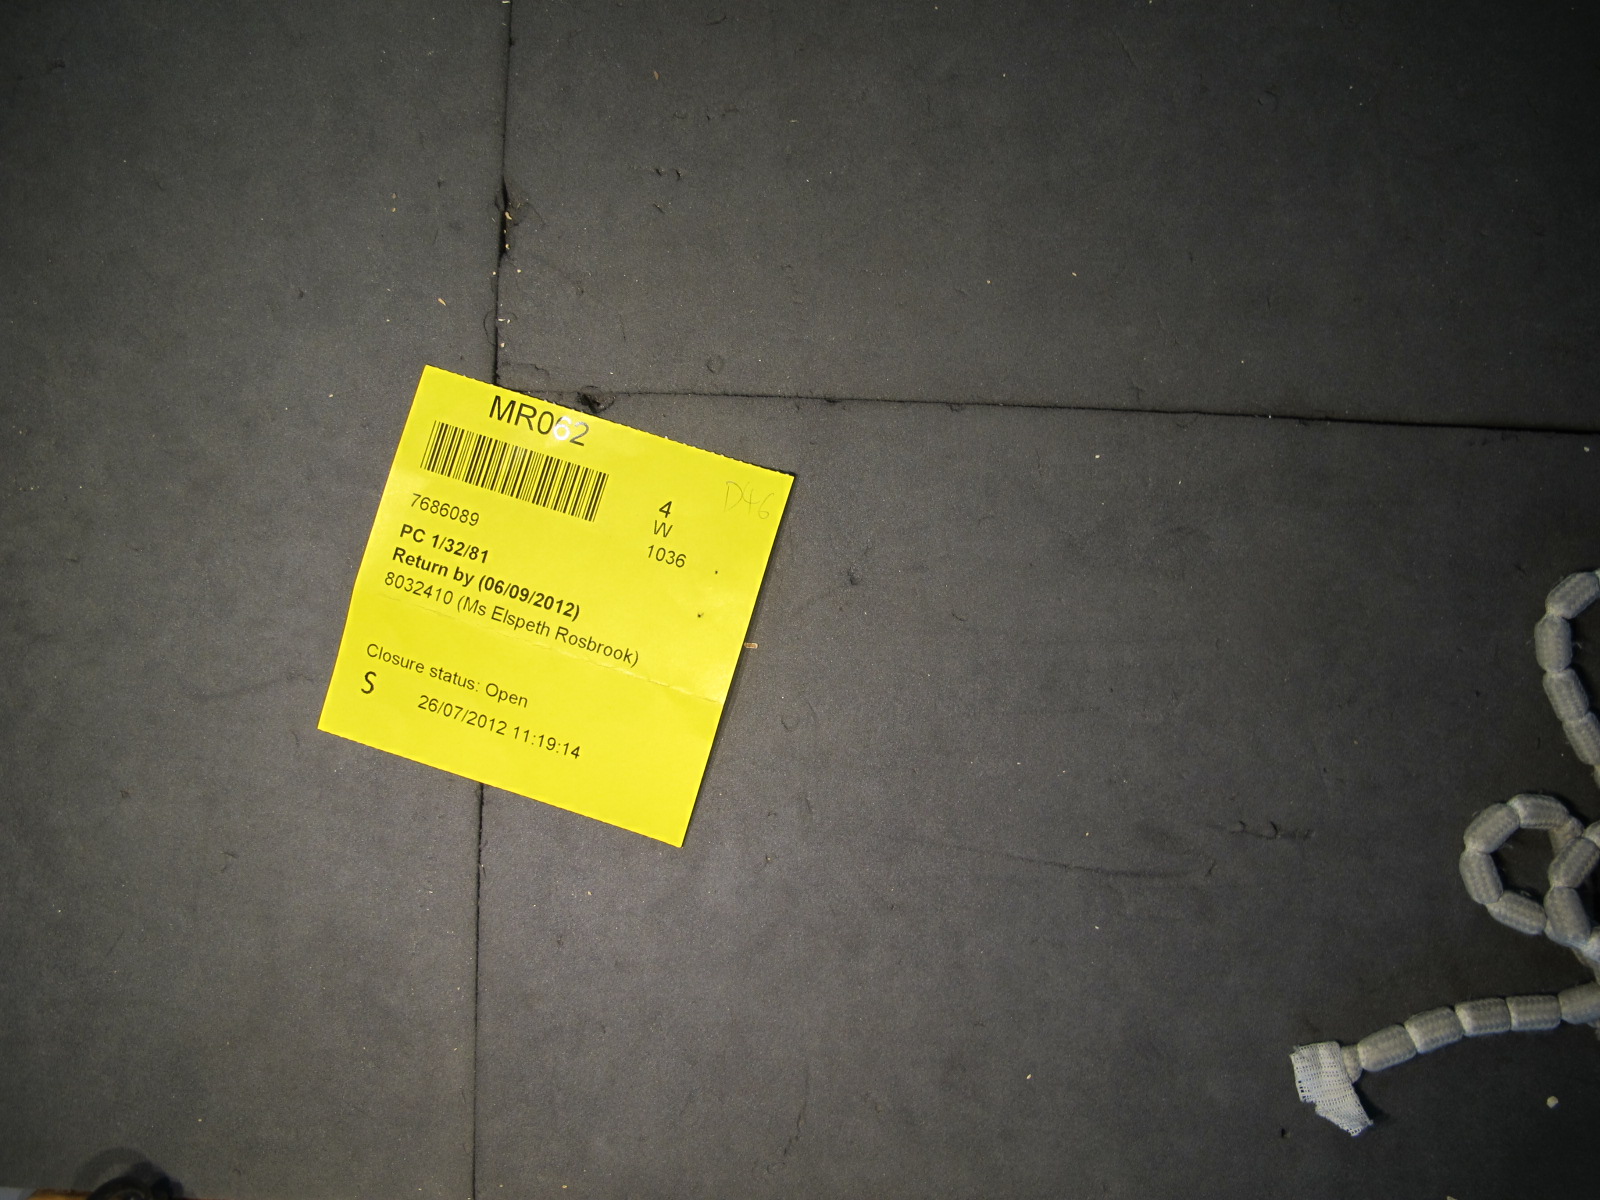 MR062
7686089
4
W
1036
D46
PC 1/32/81
Return by (06/09/2012)
8032410 (Ms Elspeth Rosbrook)
Closure status: Open
S
26/07/2012 11:19:14